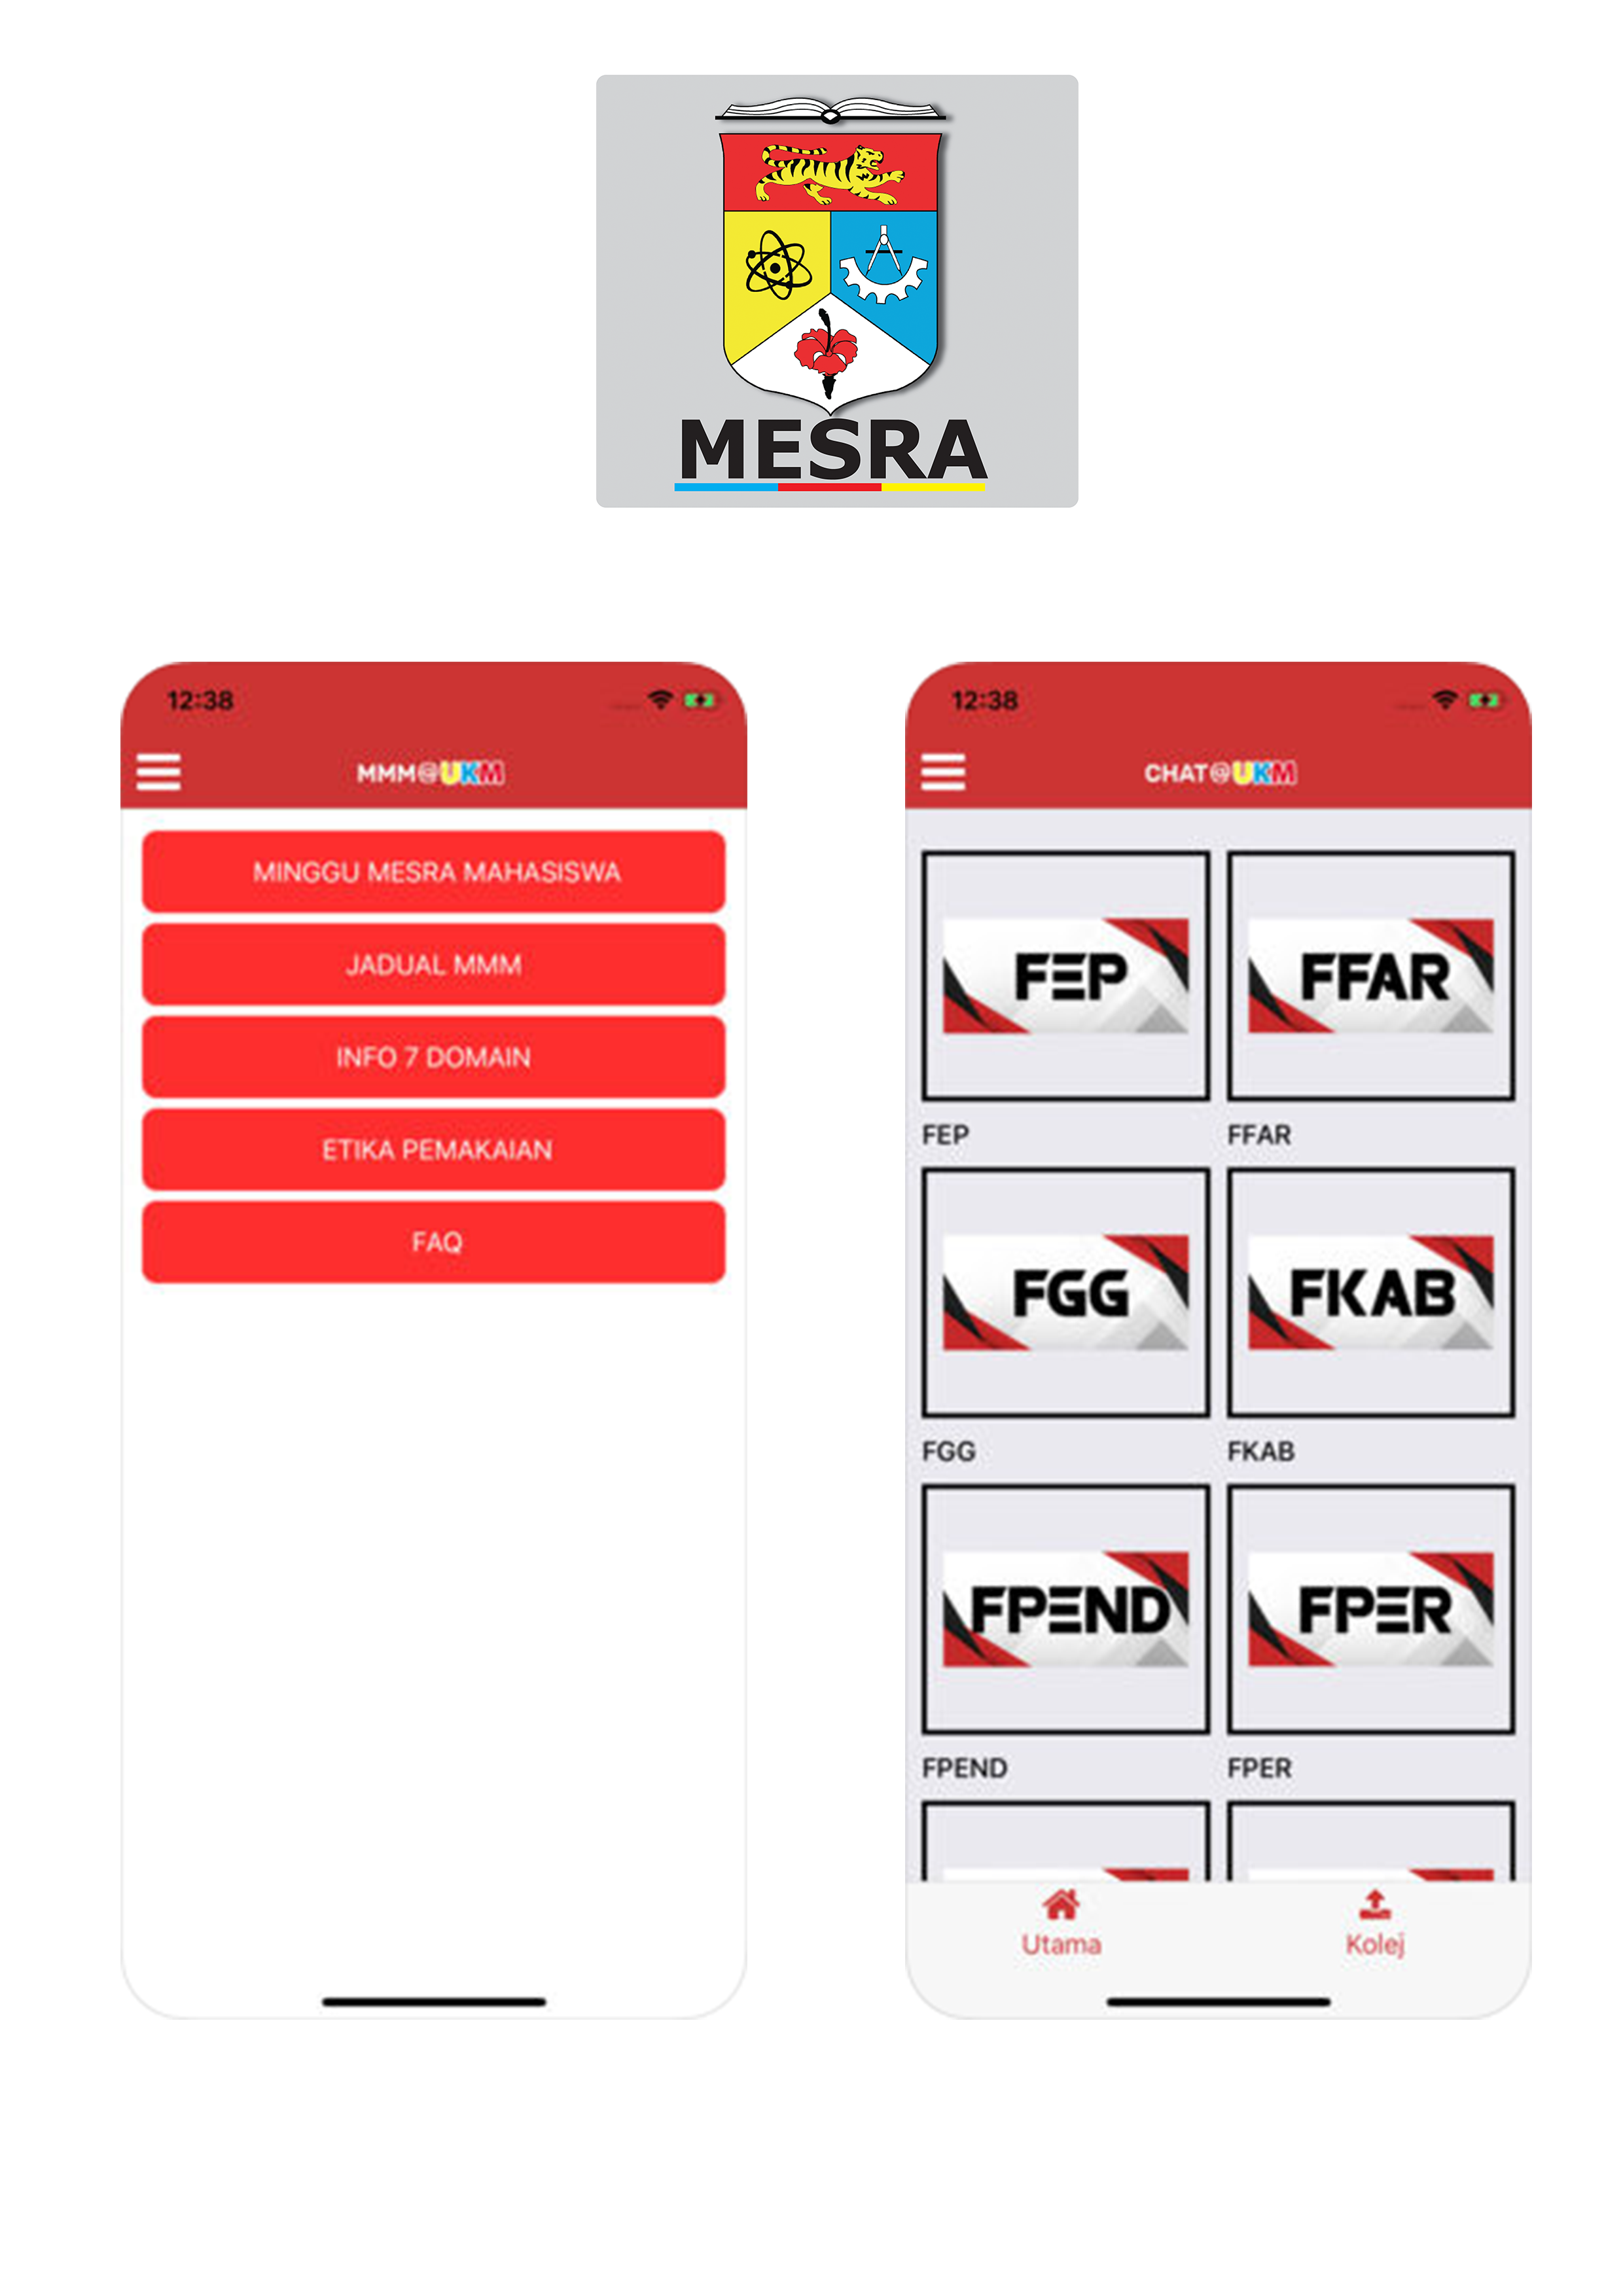 MESRA
12:38
MMM@UKM
MINGGU MESRA MAHASISWA
JADUAL MMM
INFO 7 DOMAIN
ETIKA PEMAKAIAN
FAQ
12:38
CHAT@UKM
FEP FFAR
FEP FFAR
FGG FKAB
FGG FKAB
FPEND FPER
FPEND FPER
Utama Kolej